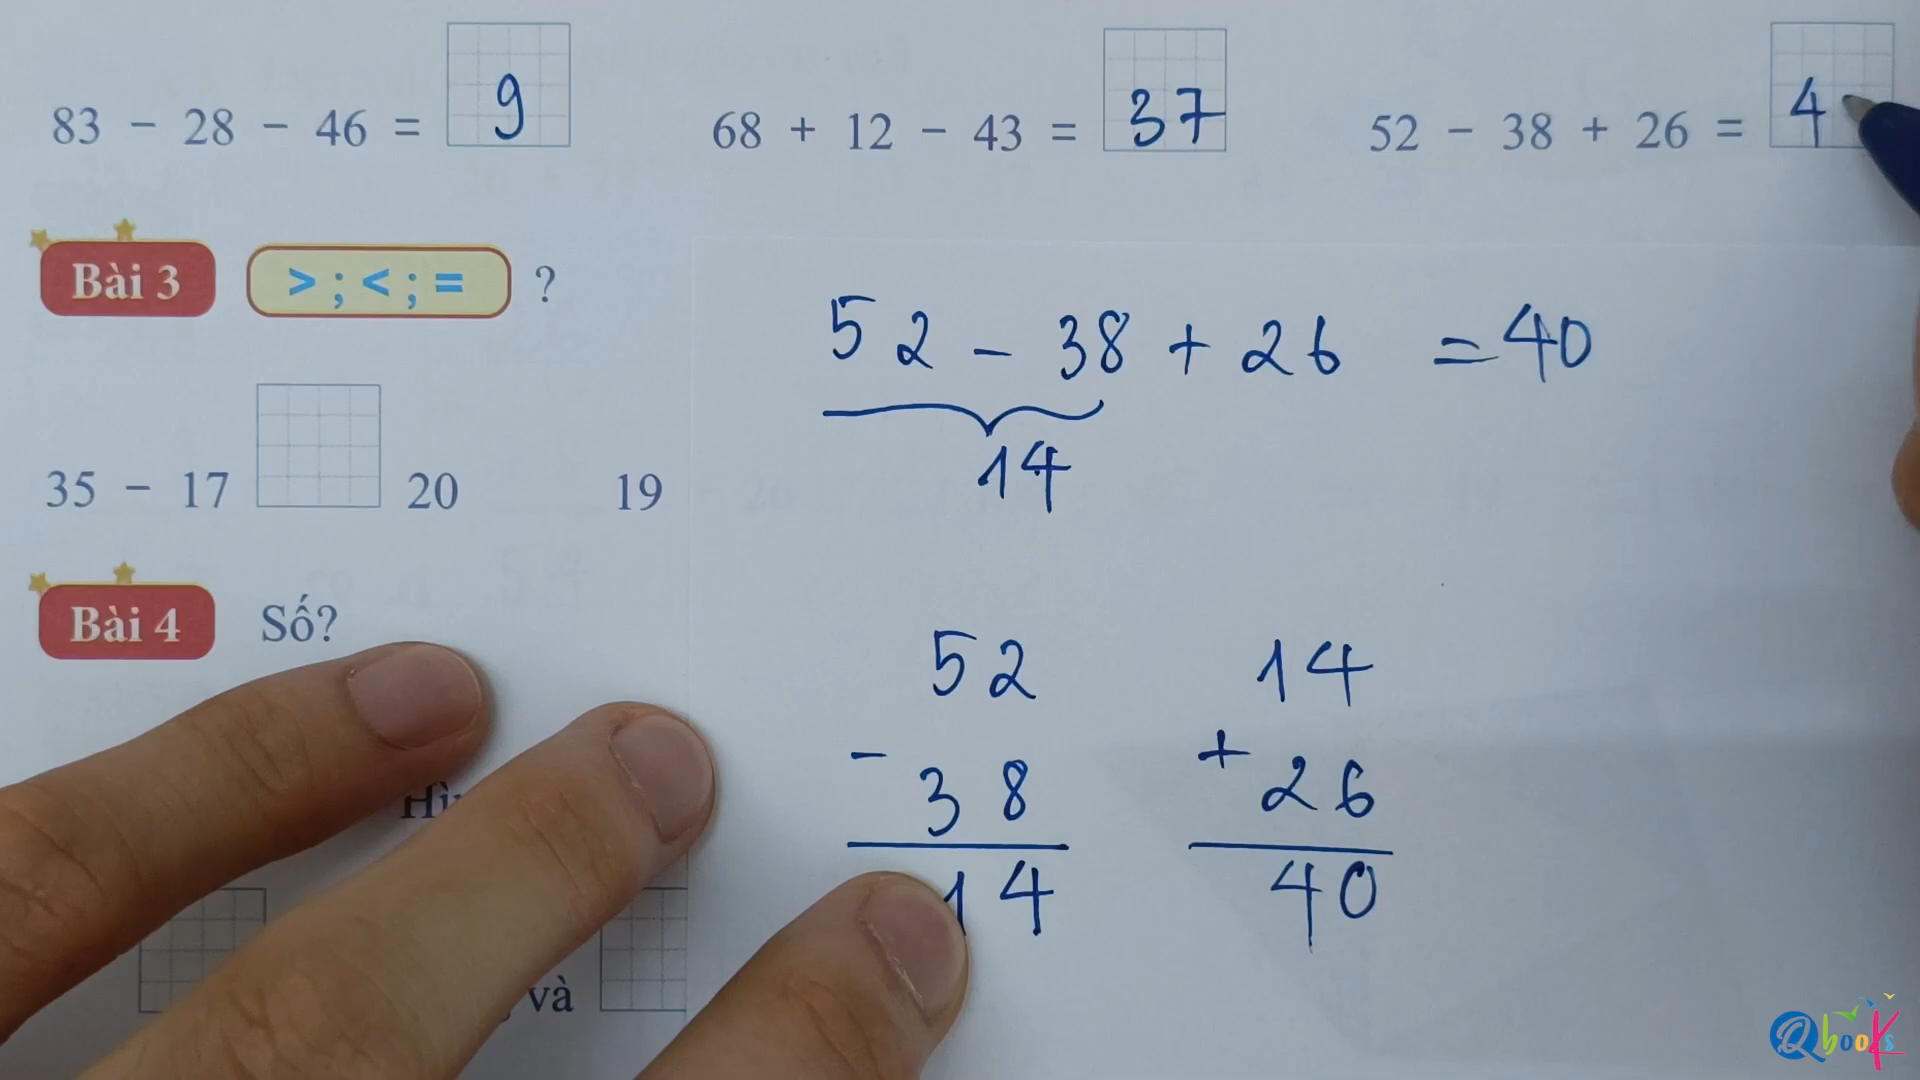 83 - 28 - 46 = 9
68 + 12 - 43 = 37
52 - 38 + 26 = 4
Bài 3 > ; < ; = ?
52 - 38 + 26 = 40
14
35 - 17 20
19
Bài 4 Số?
52
- 38
14
14
+ 26
40
và
Qbooks